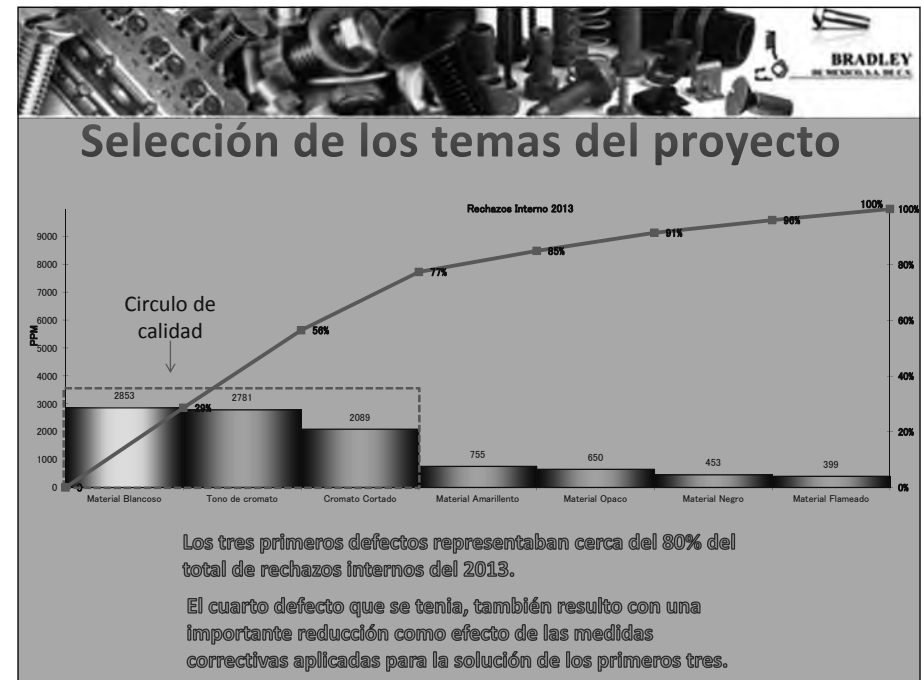 BRADLEY
DE MEXICO, S.A. DE C.V.
Selección de los temas del proyecto
Rechazos Interno 2013
100%
100%
9000
96%
91%
8000
85%
80%
77%
7000
Circulo de
calidad
6000
60%
56%
PPM
5000
4000
40%
2853
2781
3000
29%
2089
2000
20%
755
650
453
399
1000
0
0
0%
Material Blancoso
Tono de cromato
Cromato Cortado
Material Amarillento
Material Opaco
Material Negro
Material Flameado
Los tres primeros defectos representaban cerca del 80% del
total de rechazos internos del 2013.
El cuarto defecto que se tenia, también resulto con una
importante reducción como efecto de las medidas
correctivas aplicadas para la solución de los primeros tres.